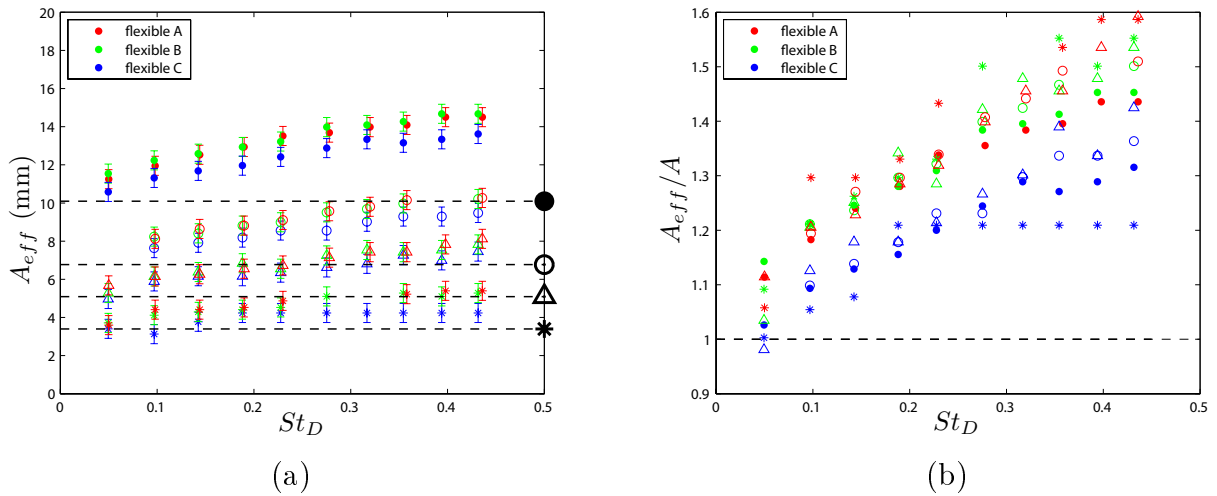 flexible A
flexible B
flexible C
A_eff (mm)
20
18
16
14
12
10
8
6
4
2
0
0
0.1
0.2
0.3
0.4
0.5
St_D
(a)
flexible A
flexible B
flexible C
A_eff/A
1.6
1.5
1.4
1.3
1.2
1.1
1
0.9
0
0.1
0.2
0.3
0.4
0.5
St_D
(b)